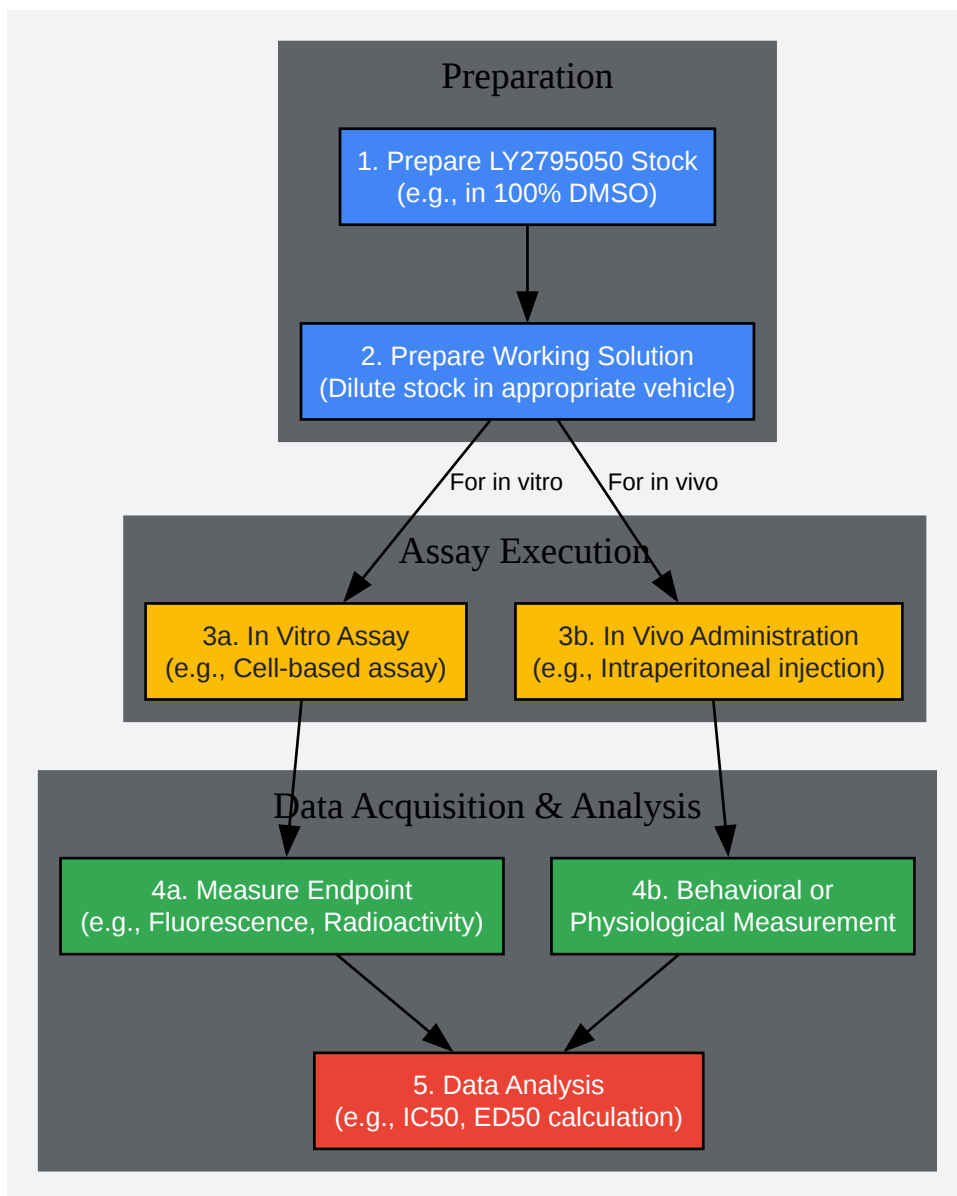 Preparation
1. Prepare LY2795050 Stock
(e.g., in 100% DMSO)
2. Prepare Working Solution
(Dilute stock in appropriate vehicle)
For in vitro
For in vivo
Assay Execution
3a. In Vitro Assay
(e.g., Cell-based assay)
3b. In Vivo Administration
(e.g., Intraperitoneal injection)
Data Acquisition & Analysis
4a. Measure Endpoint
(e.g., Fluorescence, Radioactivity)
4b. Behavioral or
Physiological Measurement
5. Data Analysis
(e.g., IC50, ED50 calculation)